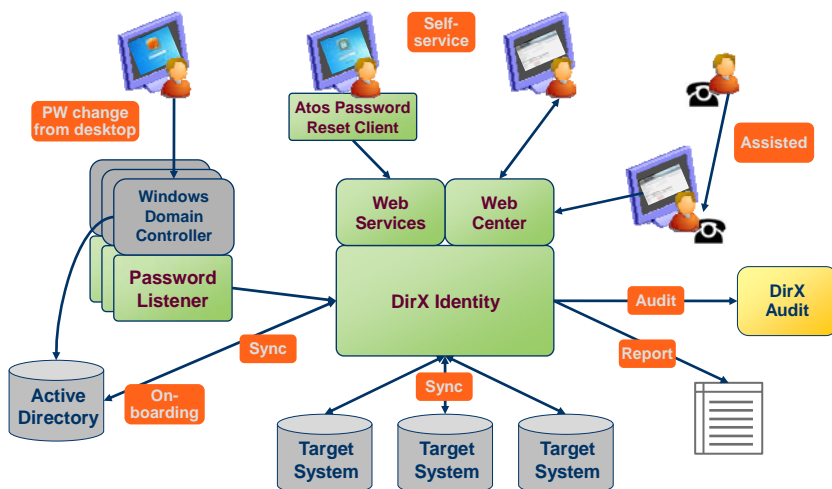 Self-
service
PW change
from desktop
Atos Password
Reset Client
Assisted
Windows
Domain
Controller
Web
Services
Web
Center
Password
Listener
DirX Identity
Audit
DirX
Audit
Report
Sync
On-
boarding
Active
Directory
Sync
Target
System
Target
System
Target
System